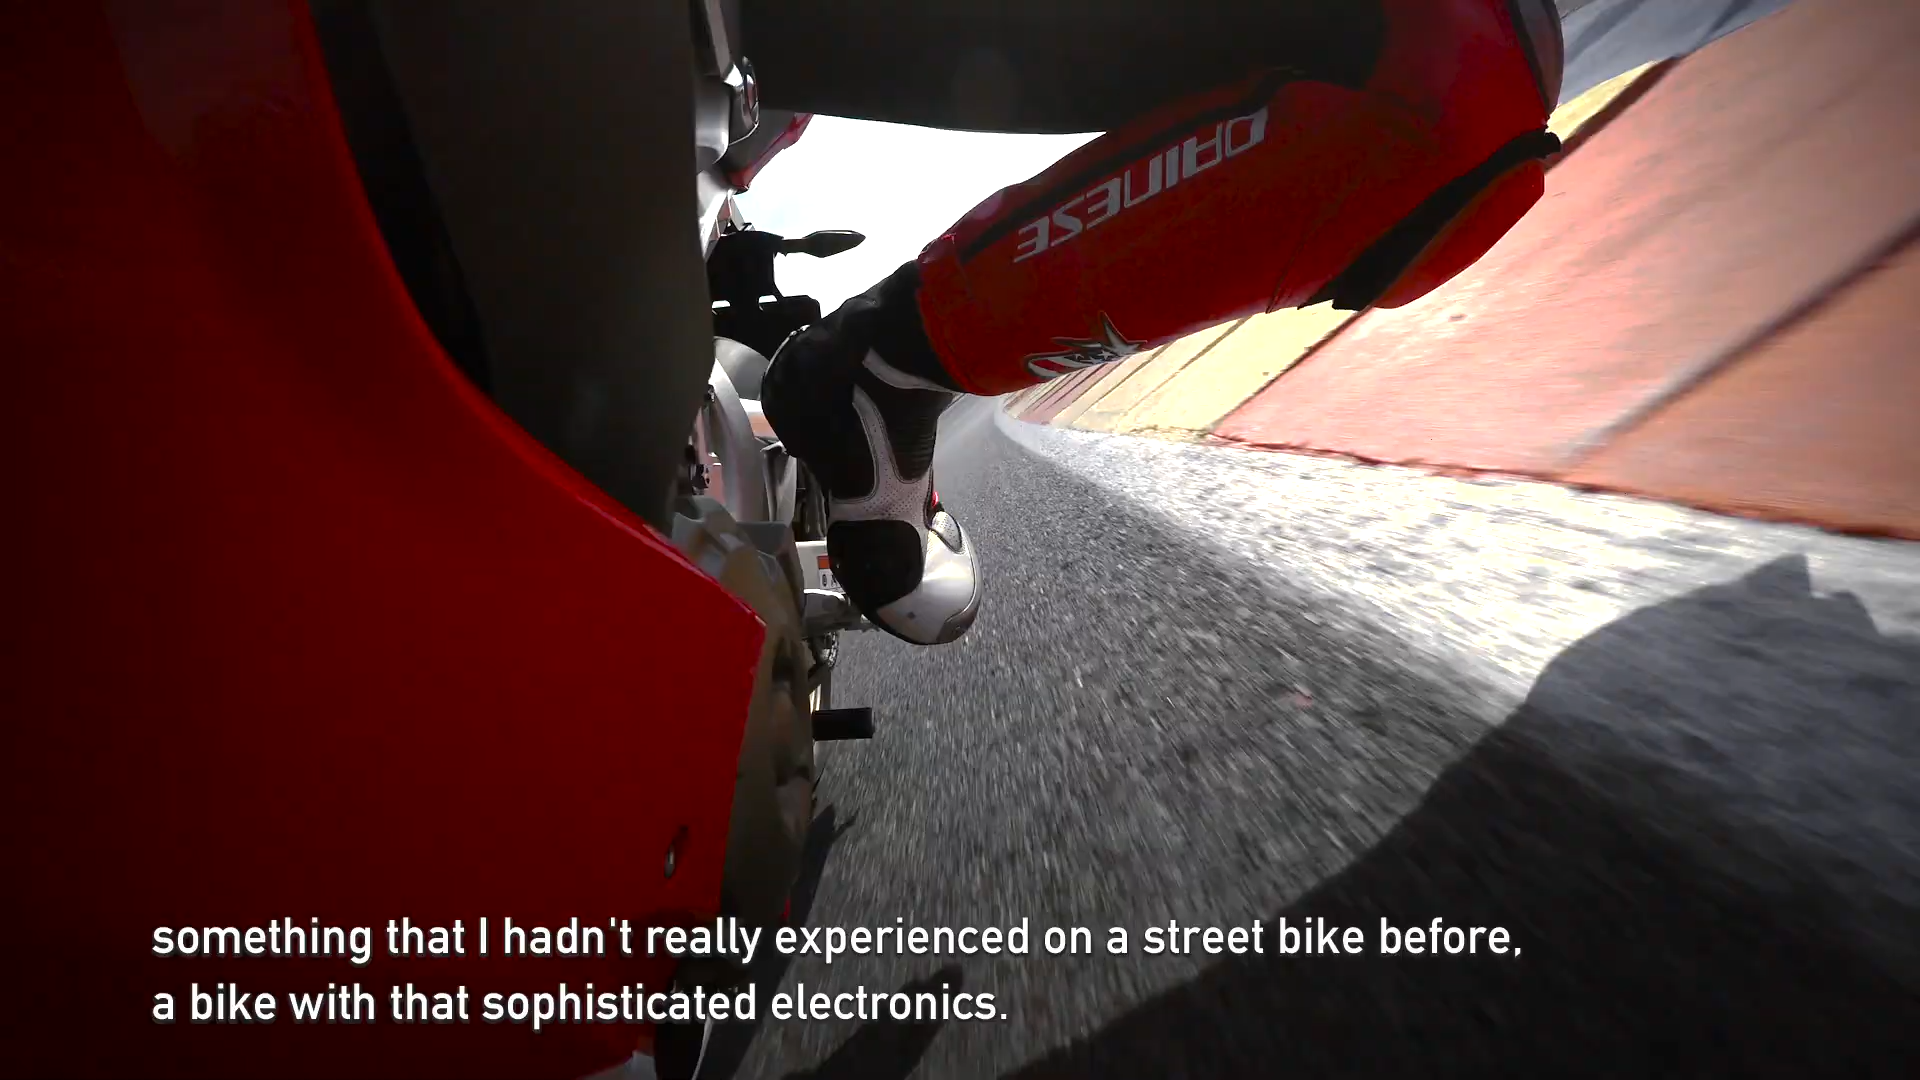 DAINESE
something that I hadn't really experienced on a street bike before,
a bike with that sophisticated electronics.